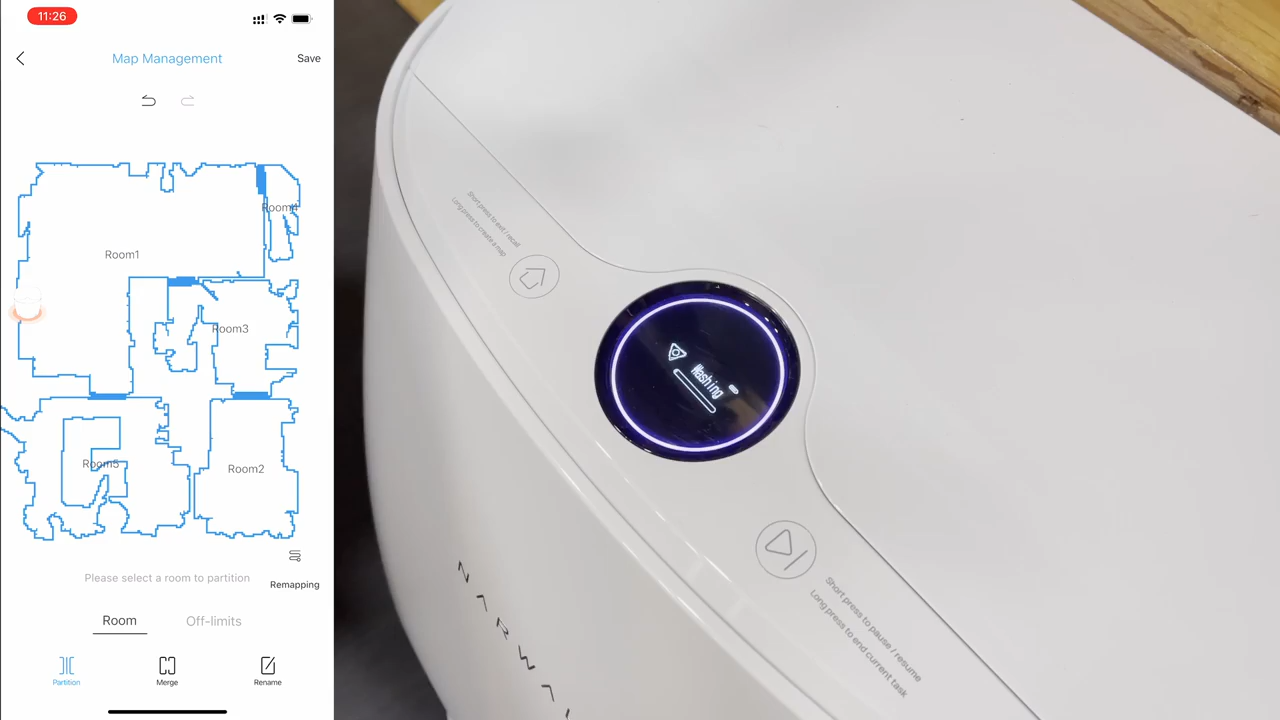 11:26
Map Management
Save
Room4
Room1
Room3
Room5
Room2
Please select a room to partition
Remapping
Room
Off-limits
Partition
Merge
Rename
Short press to exit / recall
Long press to create a map
Washing
Short press to pause / resume
Long press to end current task
NARWA